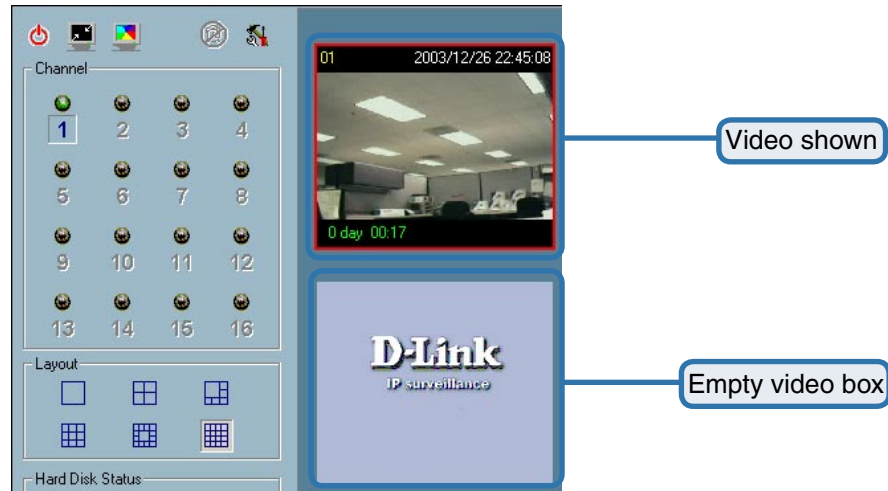 Channel
1 2 3 4
5 6 7 8
9 10 11 12
13 14 15 16
Layout
Hard Disk Status
01 2003/12/26 22:45:08
0 day 00:17
D-Link
IP surveillance
Video shown
Empty video box